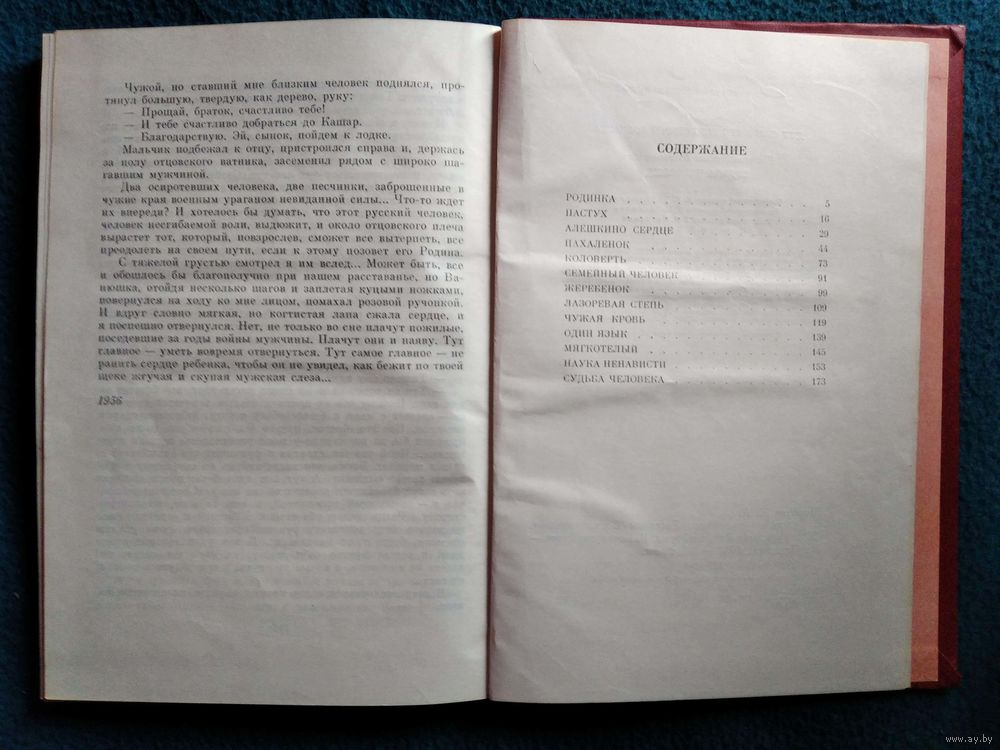 Чужой, но ставший мне близким человек поднялся, про-
тянул большую, твердую, как дерево, руку:
— Прощай, браток, счастливо тебе!
— И тебе счастливо добраться до Кашар.
— Благодарствую. Эй, сынок, пойдем к лодке.
Мальчик подбежал к отцу, пристроился справа и, держась
за полу отцовского ватника, засеменил рядом с широко ша-
гавшим мужчиной.
Два осиротевших человека, две песчинки, заброшенные в
чужие края военным ураганом невиданной силы... Что-то ждет
их впереди? И хотелось бы думать, что этот русский человек,
человек несгибаемой воли, выдюжит, и около отцовского плеча
вырастет тот, который, повзрослев, сможет все вытерпеть, все
преодолеть на своем пути, если к этому позовет его Родина.
С тяжелой грустью смотрел я им вслед... Может быть, все
и обошлось бы благополучно при нашем расставанье, но Ва-
нюшка, отойдя несколько шагов и заплетая куцыми ножками,
повернулся на ходу ко мне лицом, помахал розовой ручонкой.
И вдруг словно мягкая, но когтистая лапа сжала сердце, и
я поспешно отвернулся. Нет, не только во сне плачут пожилые,
поседевшие за годы войны мужчины. Плачут они и наяву. Тут
главное — уметь вовремя отвернуться. Тут самое главное — не
ранить сердце ребенка, чтобы он не увидел, как бежит по твоей
щеке жгучая и скупая мужская слеза...
1956
СОДЕРЖАНИЕ
РОДИНКА . . . . . . . . . . . . . . . 5
ПАСТУХ . . . . . . . . . . . . . . . 16
АЛЕШКИНО СЕРДЦЕ . . . . . . . . . . . 29
НАХАЛЕНОК . . . . . . . . . . . . . . 44
КОЛОВЕРТЬ . . . . . . . . . . . . . . 73
СЕМЕЙНЫЙ ЧЕЛОВЕК . . . . . . . . . . 91
ЖЕРЕБЕНОК . . . . . . . . . . . . . . 99
ЛАЗОРЕВАЯ СТЕПЬ . . . . . . . . . . . 109
ЧУЖАЯ КРОВЬ . . . . . . . . . . . . . 119
ОДИН ЯЗЫК . . . . . . . . . . . . . . 139
МЯГКОТЕЛЫЙ . . . . . . . . . . . . . 145
НАУКА НЕНАВИСТИ . . . . . . . . . . . 153
СУДЬБА ЧЕЛОВЕКА . . . . . . . . . . . 173
www.ay.by